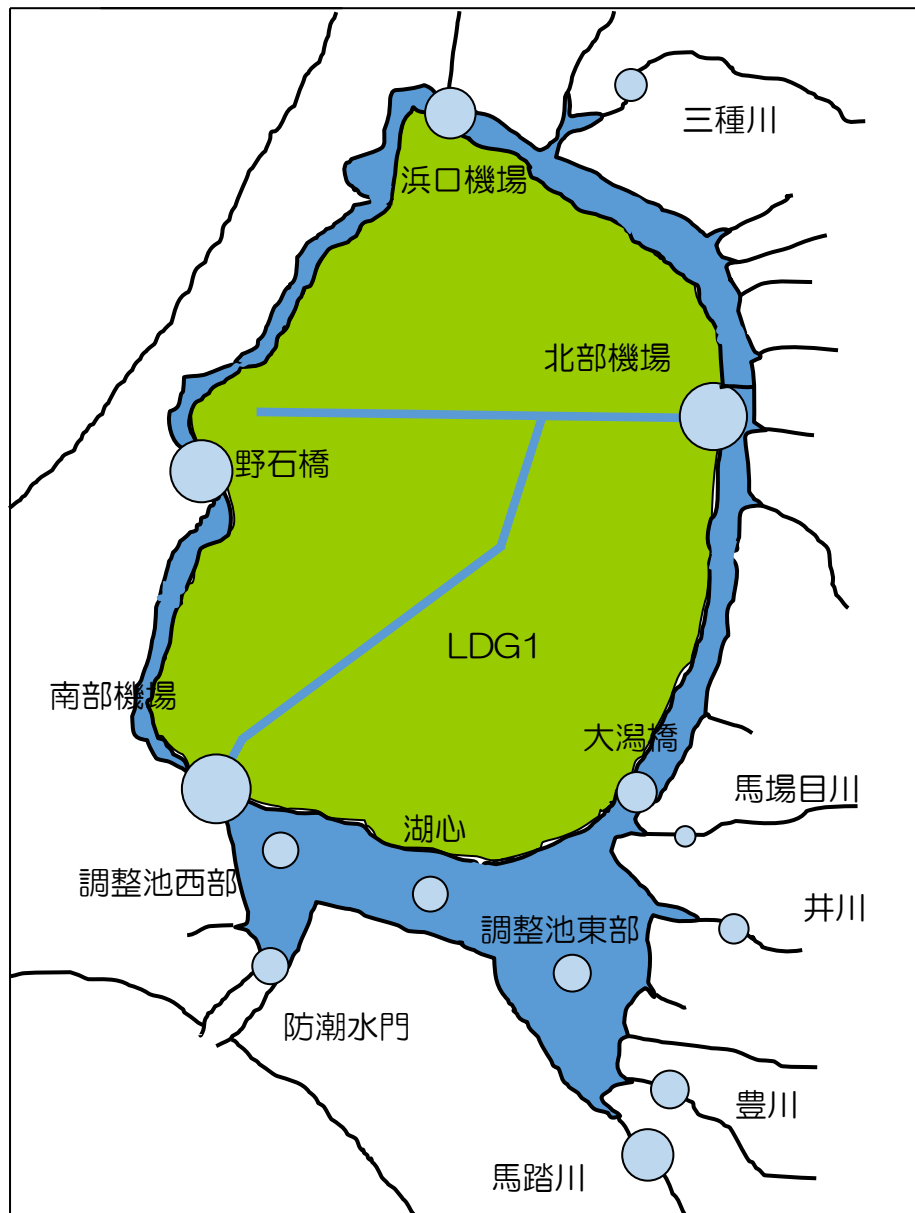 三種川
浜口機場
北部機場
野石橋
LDG1
南部機場
大潟橋
馬場目川
湖心
調整池西部
井川
調整池東部
防潮水門
豊川
馬踏川